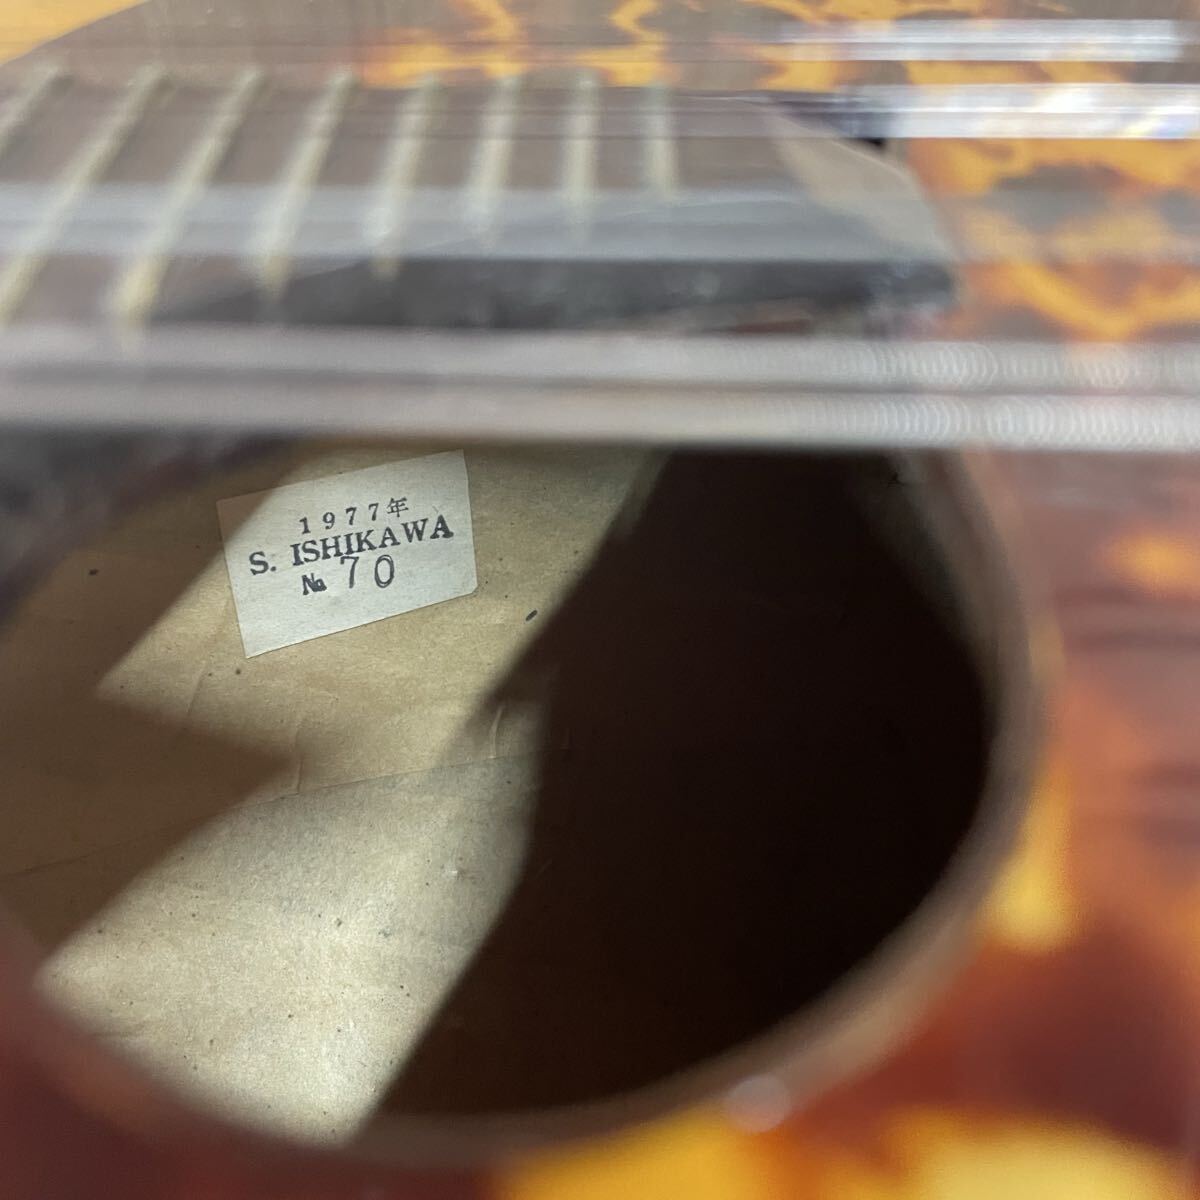 1977年
S. ISHIKAWA
№ 70